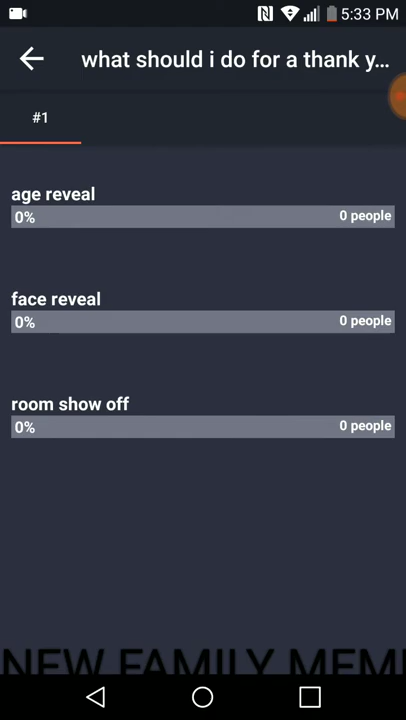 5:33 PM
what should i do for a thank y...
#1
age reveal
0% 0 people
face reveal
0% 0 people
room show off
0% 0 people
NEW FAMILY MEM